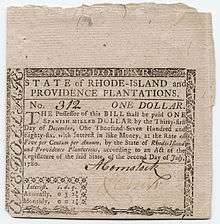 ONE DOLLAR.
STATE of RHODE-ISLAND and
PROVIDENCE PLANTATIONS.
No. 312 ONE DOLLAR.
THE Possessor of this BILL shall be paid ONE
SPANISH MILLED DOLLAR by the Thirty-first
Day of December, One Thousand Seven Hundred and
Eighty-six, with Interest in like Money, at the Rate of
Five per Centum per Annum, by the State of Rhode-Island
and Providence Plantations, according to an Act of the
Legislature of the said State, of the Second Day of July
1780.
Interest. s. d. q.
Annually,
Monthly,